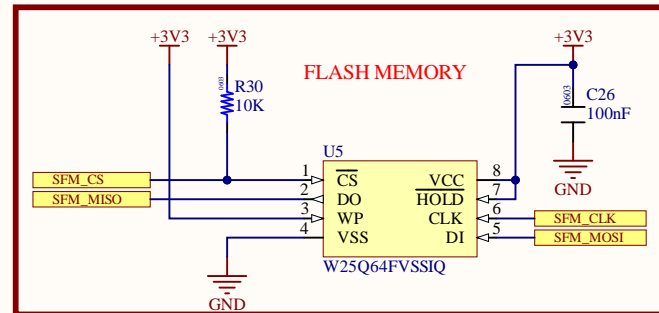 +3V3 +3V3 +3V3
FLASH MEMORY
0603 R30
10K
0603 C26
100nF
U5
SFM_CS 1 CS VCC 8
SFM_MISO 2 DO HOLD 7
3 WP CLK 6 SFM_CLK
4 VSS DI 5 SFM_MOSI
GND
W25Q64FVSSIQ
GND